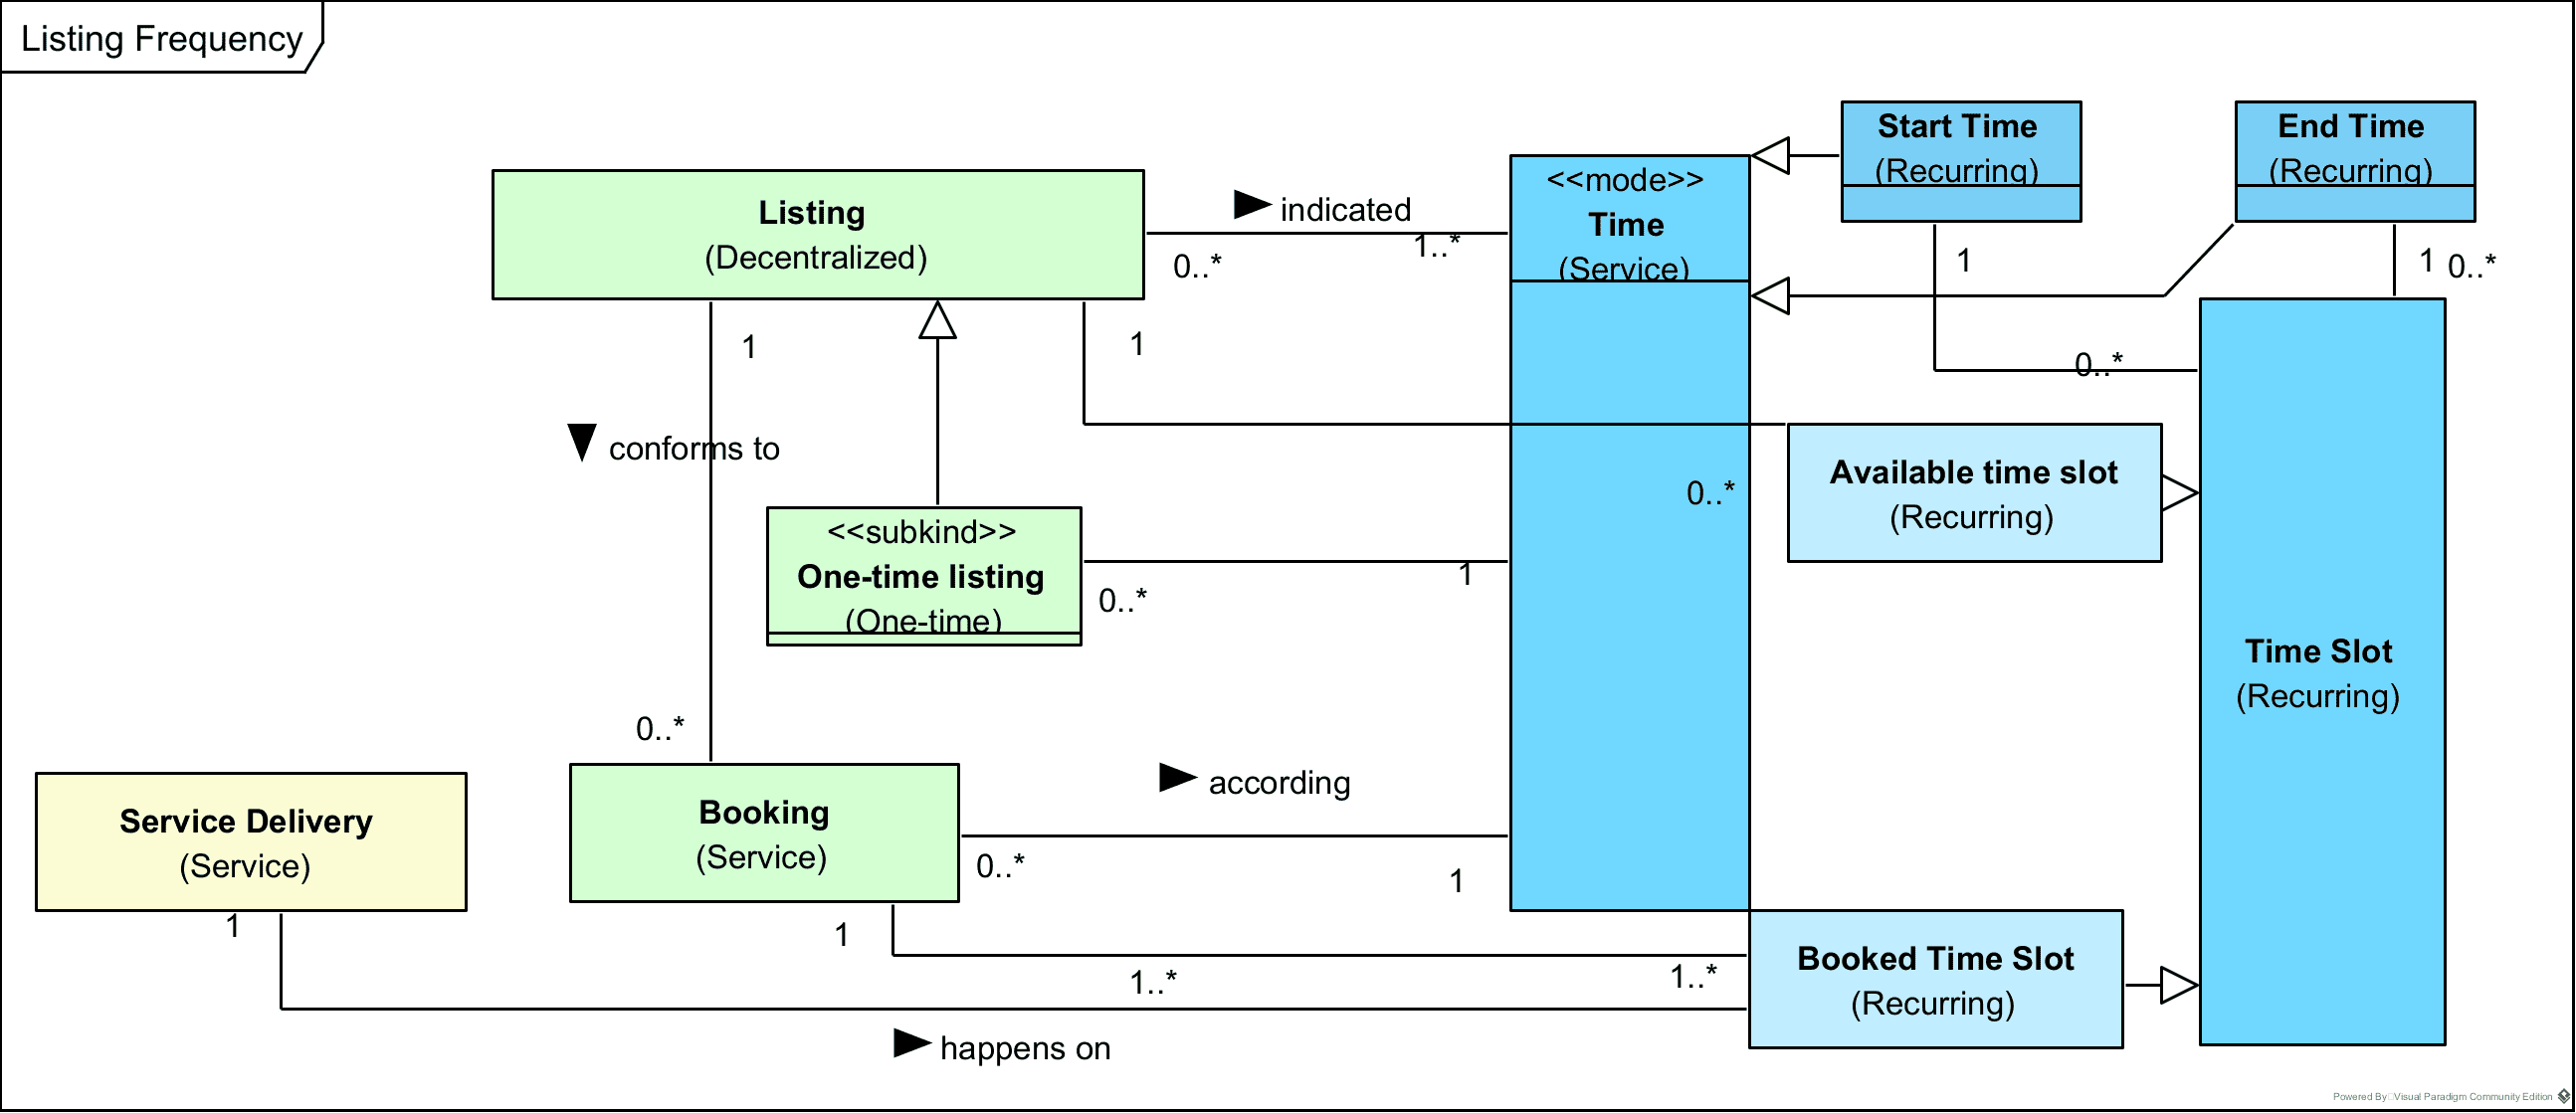 Listing Frequency
Start Time
(Recurring)
End Time
(Recurring)
<<mode>>
Time
(Service)
Listing
(Decentralized)
indicated
0..*
1..*
1
1
0..*
0..*
1
1
conforms to
0..*
Available time slot
(Recurring)
<<subkind>>
One-time listing
(One-time)
0..*
1
Time Slot
(Recurring)
0..*
Booking
(Service)
according
0..*
1
Service Delivery
(Service)
1
1
1..*
1..*
Booked Time Slot
(Recurring)
happens on
Powered By Visual Paradigm Community Edition